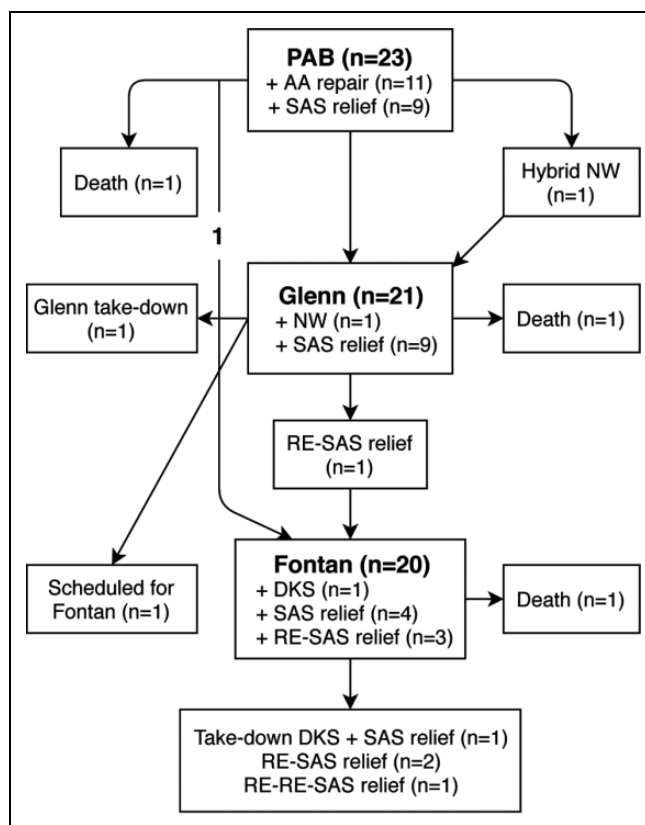 PAB (n=23)
+ AA repair (n=11)
+ SAS relief (n=9)
Death (n=1)
Hybrid NW
(n=1)
1
Glenn (n=21)
+ NW (n=1)
+ SAS relief (n=9)
Glenn take-down
(n=1)
Death (n=1)
RE-SAS relief
(n=1)
Fontan (n=20)
+ DKS (n=1)
+ SAS relief (n=4)
+ RE-SAS relief (n=3)
Scheduled for
Fontan (n=1)
Death (n=1)
Take-down DKS + SAS relief (n=1)
RE-SAS relief (n=2)
RE-RE-SAS relief (n=1)